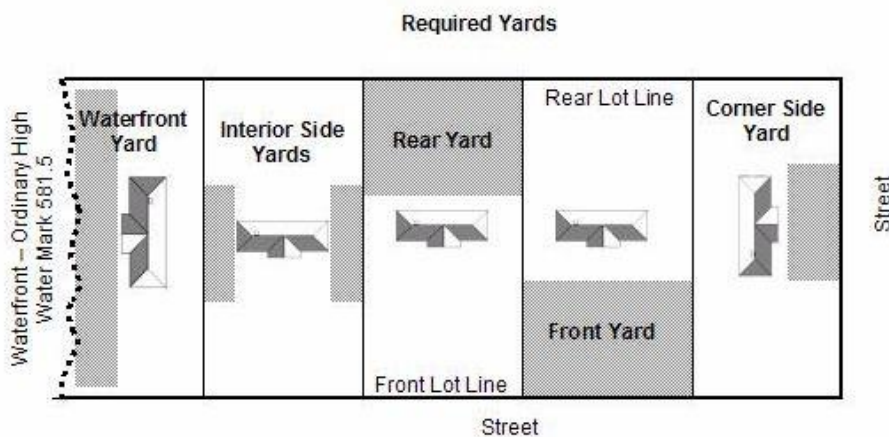 Required Yards
Waterfront – Ordinary High
Water Mark 581.5
Waterfront
Yard
Interior Side
Yards
Rear Yard
Rear Lot Line
Corner Side
Yard
Street
Front Yard
Front Lot Line
Street